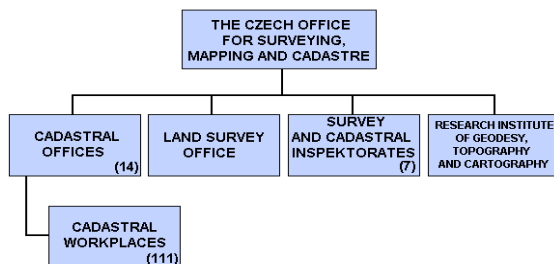 THE CZECH OFFICE
FOR SURVEYING,
MAPPING AND CADASTRE
CADASTRAL
OFFICES
(14)
LAND SURVEY
OFFICE
SURVEY
AND CADASTRAL
INSPEKTORATES
(7)
RESEARCH INSTITUTE
OF GEODESY,
TOPOGRAPHY
AND CARTOGRAPHY
CADASTRAL
WORKPLACES
(111)